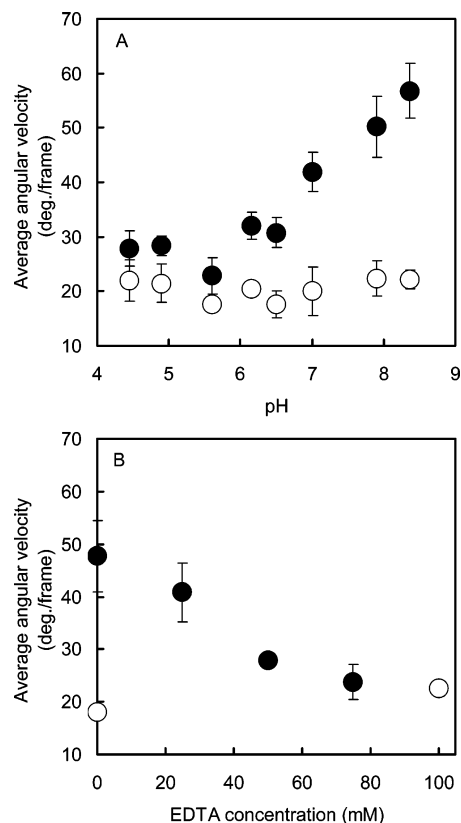 A
70
60
50
40
30
20
10
Average angular velocity
(deg./frame)
4 5 6 7 8 9
pH
B
70
60
50
40
30
20
10
Average angular velocity
(deg./frame)
0 20 40 60 80 100
EDTA concentration (mM)